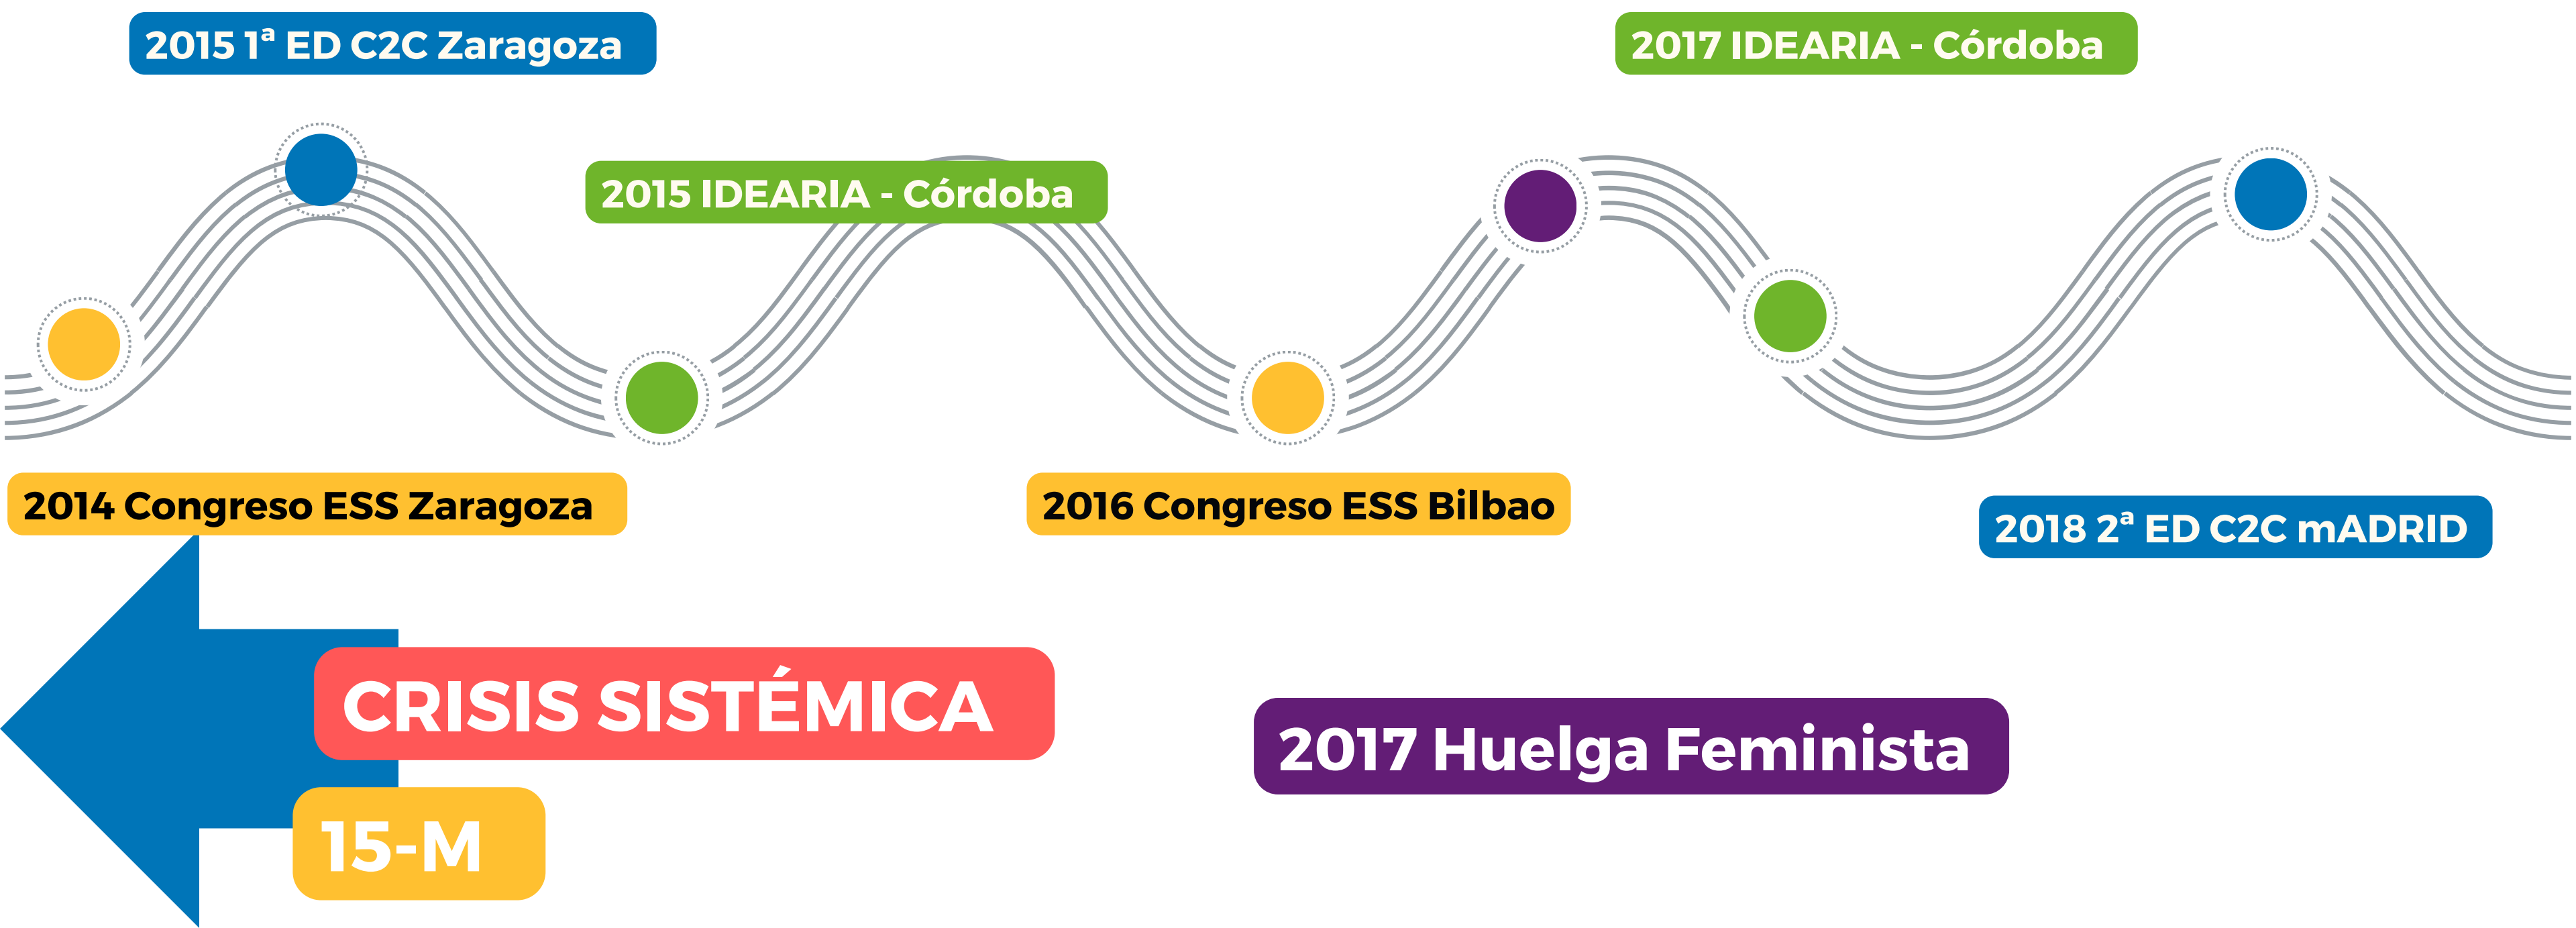 2015 1ª ED C2C Zaragoza
2017 IDEARIA - Córdoba
2015 IDEARIA - Córdoba
2014 Congreso ESS Zaragoza
2016 Congreso ESS Bilbao
2018 2ª ED C2C mADRID
CRISIS SISTÉMICA
2017 Huelga Feminista
15-M